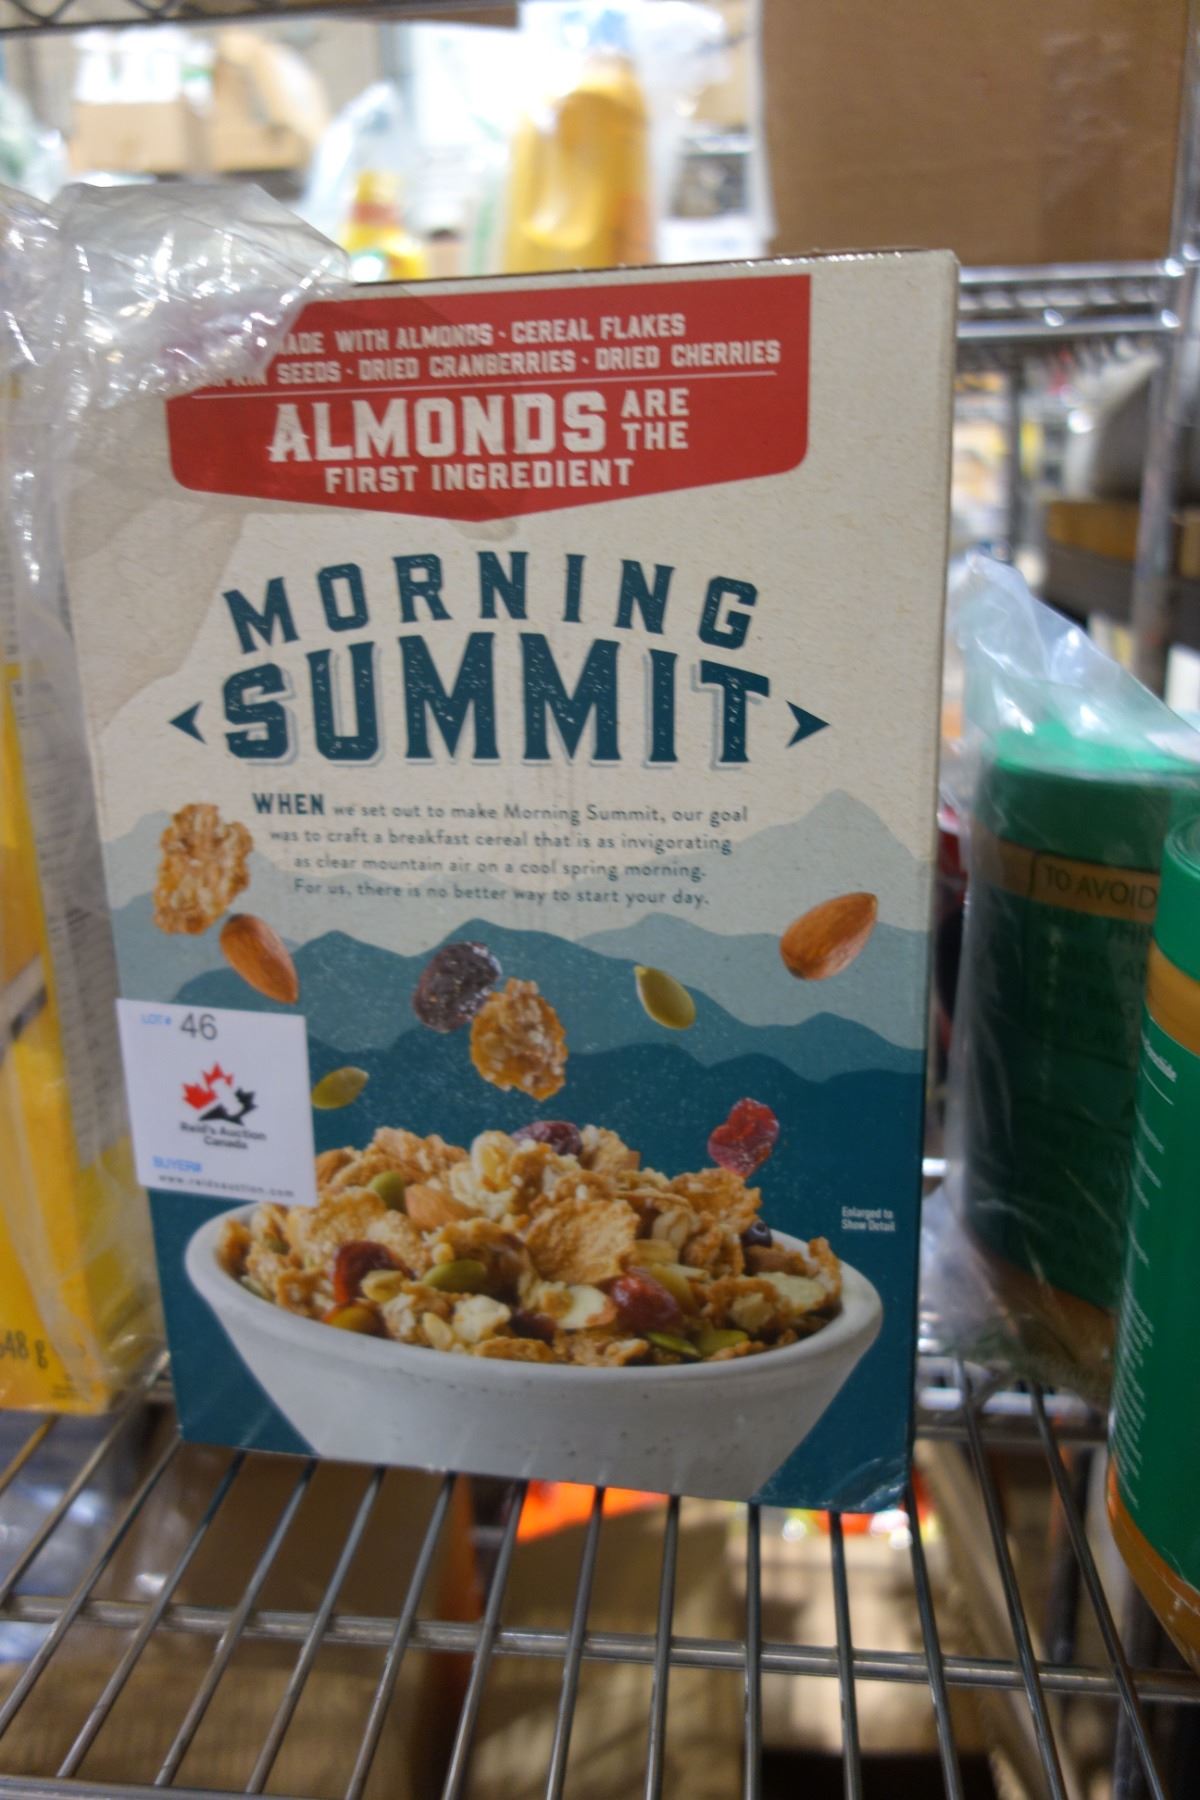 MADE WITH ALMONDS · CEREAL FLAKES
SEEDS · DRIED CRANBERRIES · DRIED CHERRIES
ALMONDS ARE THE
FIRST INGREDIENT
MORNING
SUMMIT
WHEN we set out to make Morning Summit, our goal
was to craft a breakfast cereal that is as invigorating
as clear mountain air on a cool spring morning.
For us, there is no better way to start your day.
LOT# 46
Reid's Auction
Canada
BUYER#
www.reidsauction.com
Enlarged to
Show Detail
TO AVOID
48 g